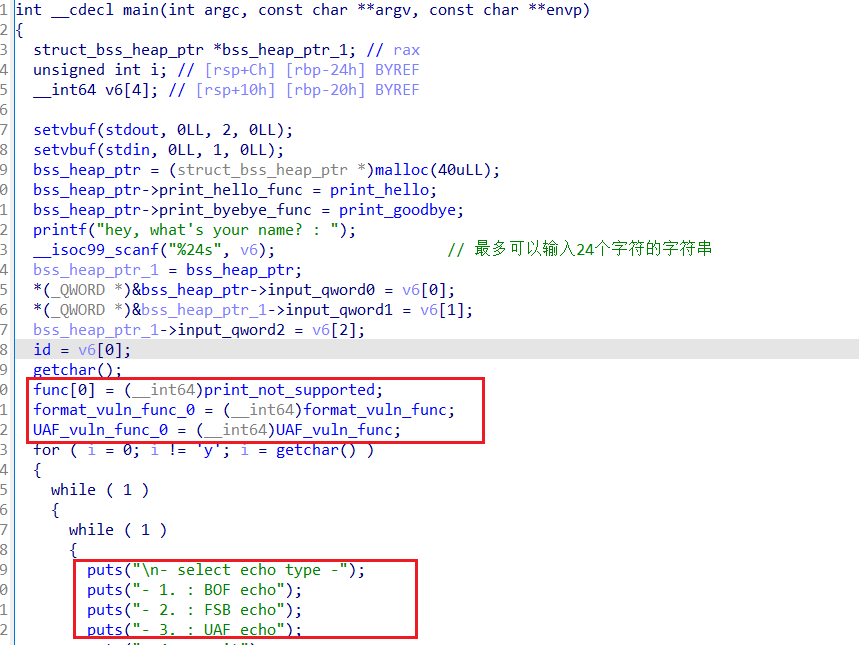 1 int __cdecl main(int argc, const char **argv, const char **envp)
2 {
3 struct_bss_heap_ptr *bss_heap_ptr_1; // rax
4 unsigned int i; // [rsp+Ch] [rbp-24h] BYREF
5 __int64 v6[4]; // [rsp+10h] [rbp-20h] BYREF
6
7 setvbuf(stdout, 0LL, 2, 0LL);
8 setvbuf(stdin, 0LL, 1, 0LL);
9 bss_heap_ptr = (struct_bss_heap_ptr *)malloc(40uLL);
0 bss_heap_ptr->print_hello_func = print_hello;
1 bss_heap_ptr->print_byebye_func = print_goodbye;
2 printf("hey, what's your name? : ");
3 __isoc99_scanf("%24s", v6); // 最多可以输入24个字符的字符串
4 bss_heap_ptr_1 = bss_heap_ptr;
5 *(_QWORD *)&bss_heap_ptr->input_qword0 = v6[0];
6 *(_QWORD *)&bss_heap_ptr_1->input_qword1 = v6[1];
7 bss_heap_ptr_1->input_qword2 = v6[2];
8 id = v6[0];
9 getchar();
0 func[0] = (__int64)print_not_supported;
1 format_vuln_func_0 = (__int64)format_vuln_func;
2 UAF_vuln_func_0 = (__int64)UAF_vuln_func;
3 for ( i = 0; i != 'y'; i = getchar() )
4 {
5 while ( 1 )
6 {
7 while ( 1 )
8 {
9 puts("\n- select echo type -");
0 puts("- 1. : BOF echo");
1 puts("- 2. : FSB echo");
2 puts("- 3. : UAF echo");